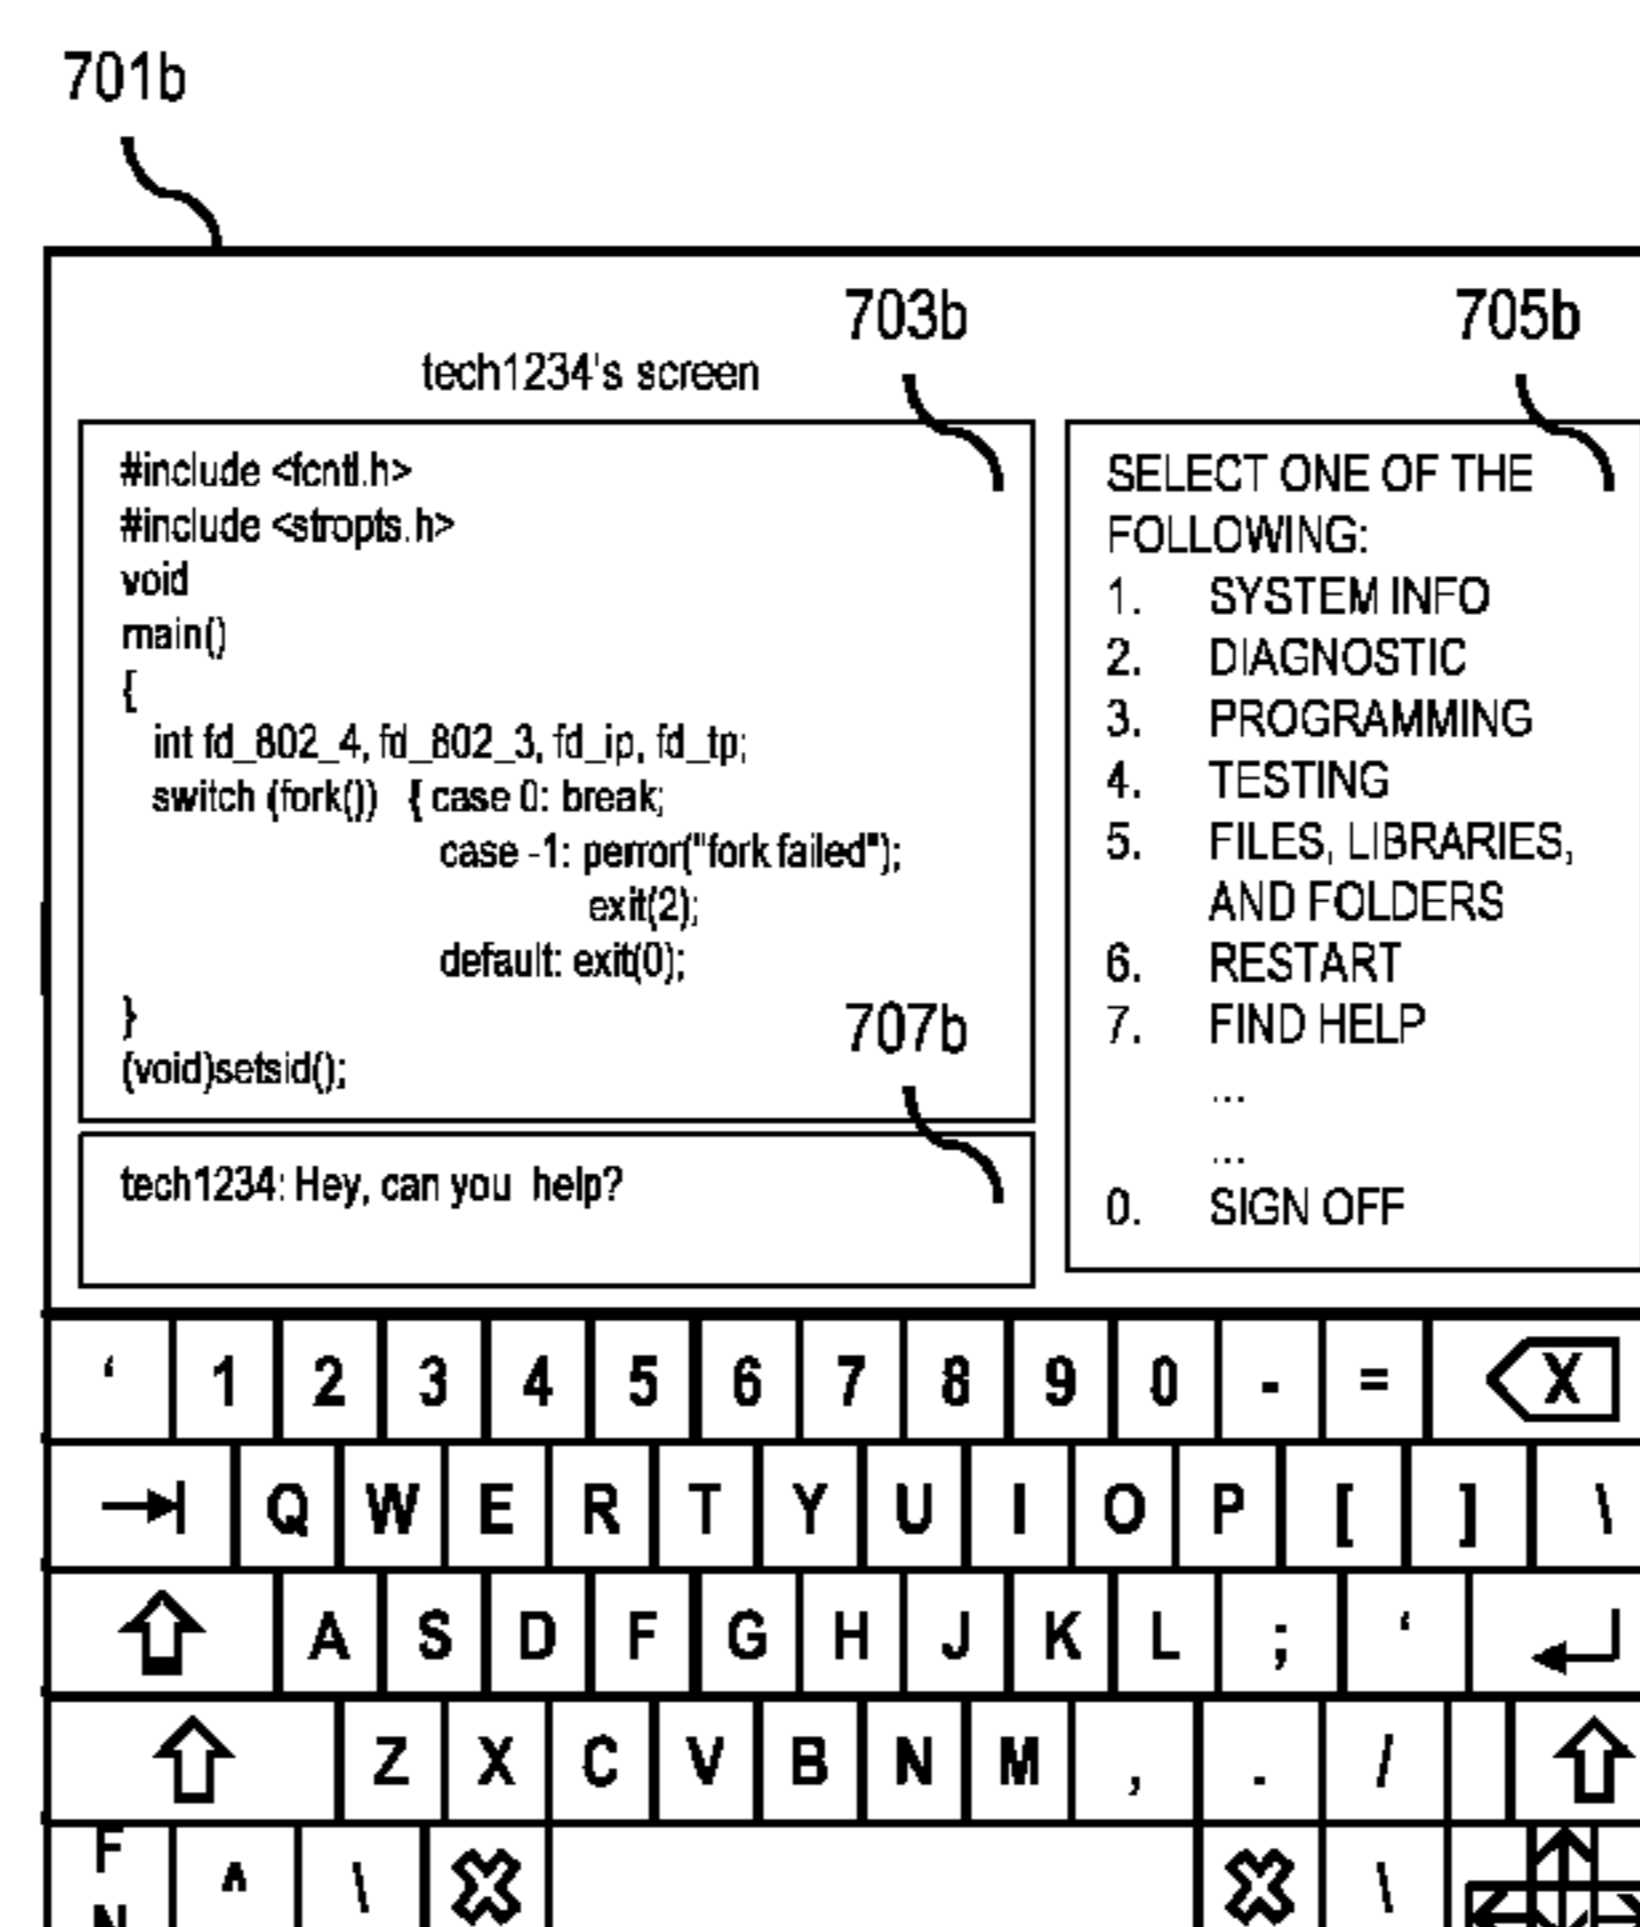 701b
703b
705b
tech1234's screen
#include <fcntl.h>
#include <stropts.h>
void
main()
{
int fd_802_4, fd_802_3, fd_ip, fd_tp;
switch (fork()) { case 0: break;
case -1: perror("fork failed");
exit(2);
default: exit(0);
}
(void)setsid();
707b
tech1234: Hey, can you help?
SELECT ONE OF THE
FOLLOWING:
1. SYSTEM INFO
2. DIAGNOSTIC
3. PROGRAMMING
4. TESTING
5. FILES, LIBRARIES,
AND FOLDERS
6. RESTART
7. FIND HELP
...
...
0. SIGN OFF
‘ 1 2 3 4 5 6 7 8 9 0 - = X
Q W E R T Y U I O P [ ] \
A S D F G H J K L ; ‘
Z X C V B N M , . /
F ^ \ \
N